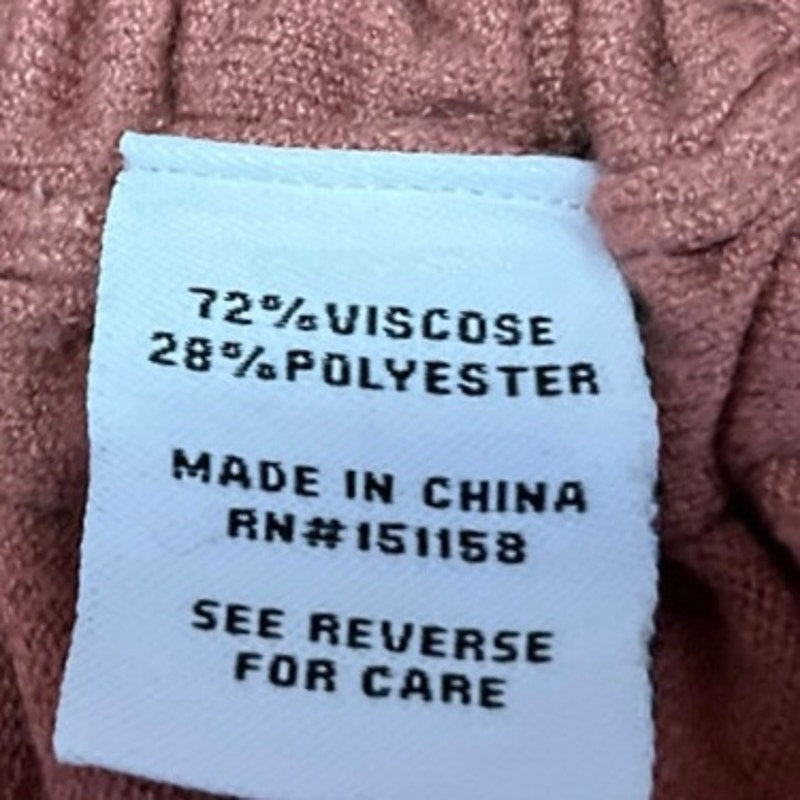 72%VISCOSE
28%POLYESTER
MADE IN CHINA
RN#151158
SEE REVERSE
FOR CARE